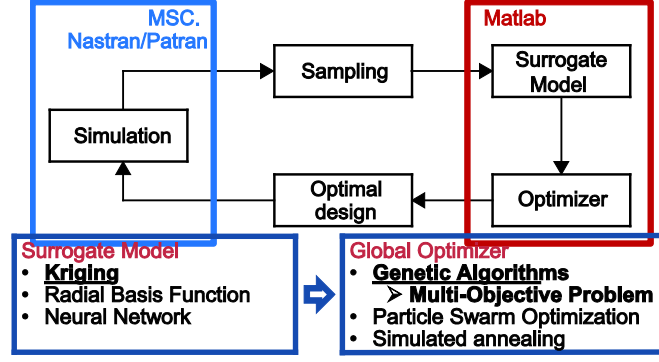 MSC.
Nastran/Patran
Matlab
Sampling
Surrogate
Model
Simulation
Optimal
design
Optimizer
Surrogate Model
• Kriging
• Radial Basis Function
• Neural Network
Global Optimizer
• Genetic Algorithms
➢ Multi-Objective Problem
• Particle Swarm Optimization
• Simulated annealing